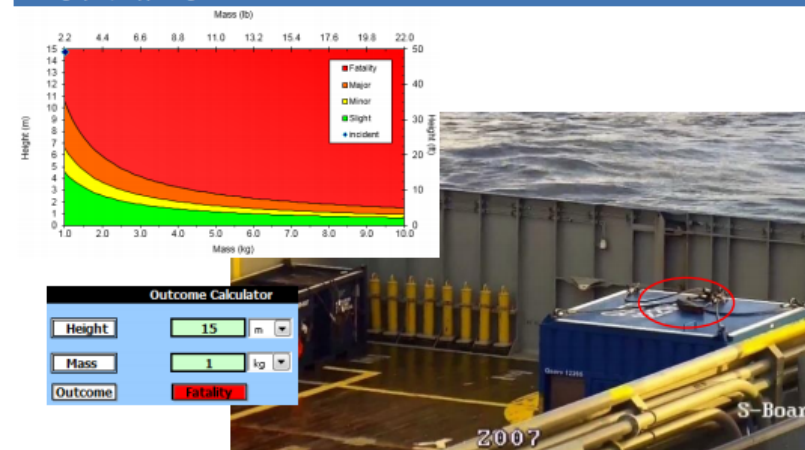 Mass (lb)
2.2 4.4 6.6 8.8 11.0 13.2 15.4 17.6 19.8 22.0
15
14
13
12
11
10
9
8
7
6
5
4
3
2
1
0
Height (m)
50
40
30
20
10
0
Height (ft)
Fatality
Major
Minor
Slight
incident
1.0 2.0 3.0 4.0 5.0 6.0 7.0 8.0 9.0 10.0
Mass (kg)
Outcome Calculator
Height 15 m
Mass 1 kg
Outcome Fatality
S-Boar
2007